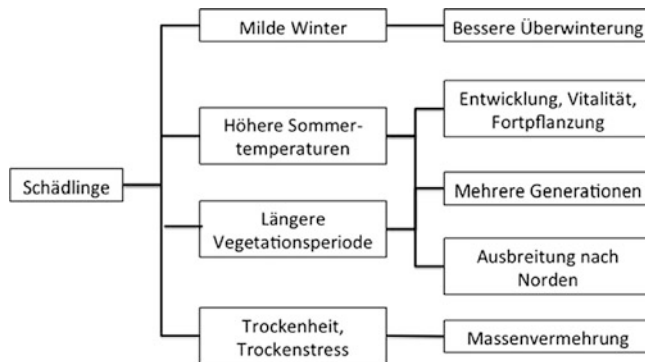 Schädlinge
Milde Winter
Höhere Sommer-
temperaturen
Längere
Vegetationsperiode
Trockenheit,
Trockenstress
Bessere Überwinterung
Entwicklung, Vitalität,
Fortpflanzung
Mehrere Generationen
Ausbreitung nach
Norden
Massenvermehrung